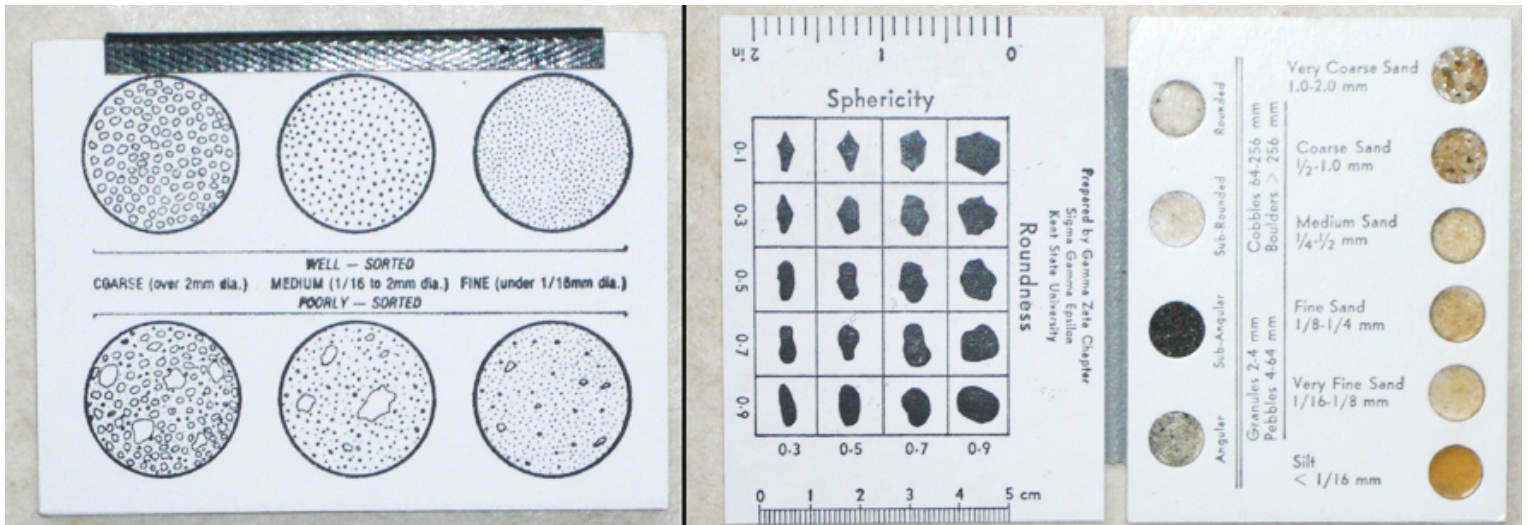 WELL — SORTED
COARSE (over 2mm dia.) MEDIUM (1/16 to 2mm dia.) FINE (under 1/16mm dia.)
POORLY — SORTED
2 in 1 0
Sphericity
0.1
0.3
0.5
0.7
0.9
0.3 0.5 0.7 0.9
Roundness
Prepared by Gamma Zeta Chapter
Sigma Gamma Epsilon
Kent State University
0 1 2 3 4 5 cm
Rounded
Sub-Rounded
Sub-Angular
Angular
Granules 2-4 mm Cobbles 64-256 mm
Pebbles 4-64 mm Boulders > 256 mm
Very Coarse Sand
1.0-2.0 mm
Coarse Sand
1/2-1.0 mm
Medium Sand
1/4-1/2 mm
Fine Sand
1/8-1/4 mm
Very Fine Sand
1/16-1/8 mm
Silt
< 1/16 mm